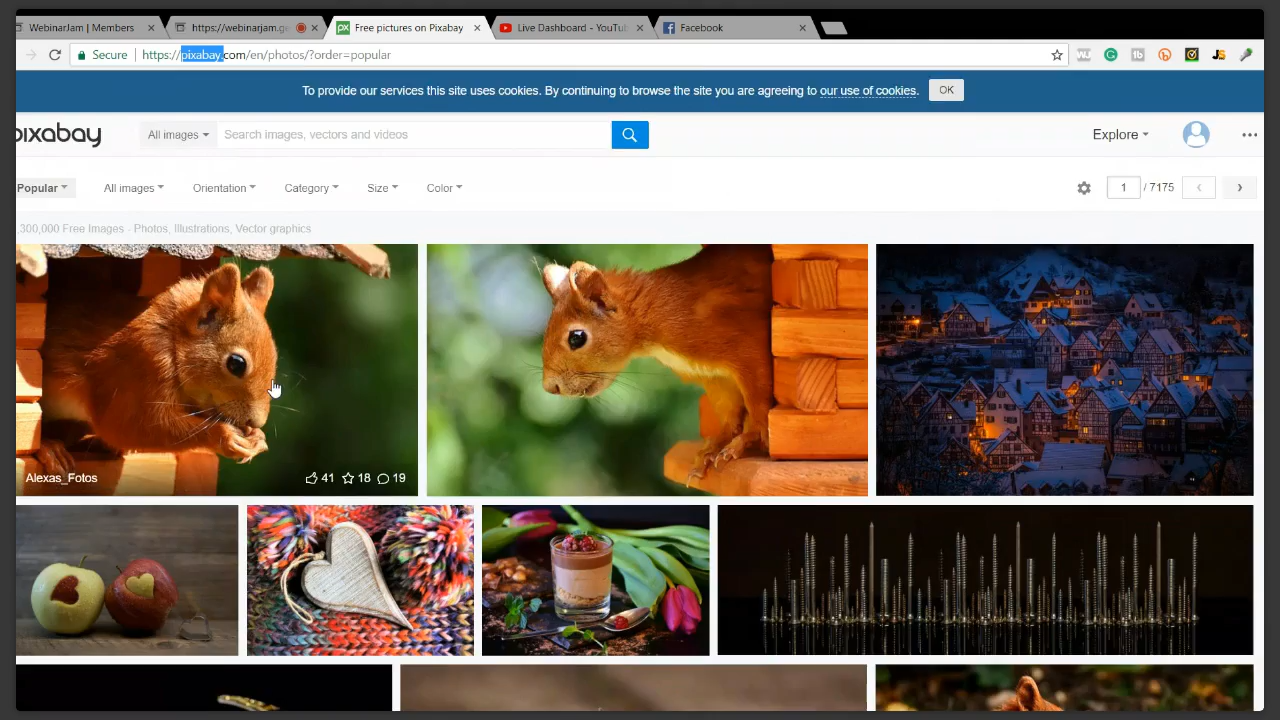 WebinarJam | Members
https://webinarjam.ge
Free pictures on Pixabay
Live Dashboard - YouTu
Facebook
Secure
https://pixabay.com/en/photos/?order=popular
To provide our services this site uses cookies. By continuing to browse the site you are agreeing to our use of cookies.
OK
pixabay
All images
Search images, vectors and videos
Explore
Popular
All images
Orientation
Category
Size
Color
1
/ 7175
,300,000 Free Images - Photos, Illustrations, Vector graphics
Alexas_Fotos
41
18
19